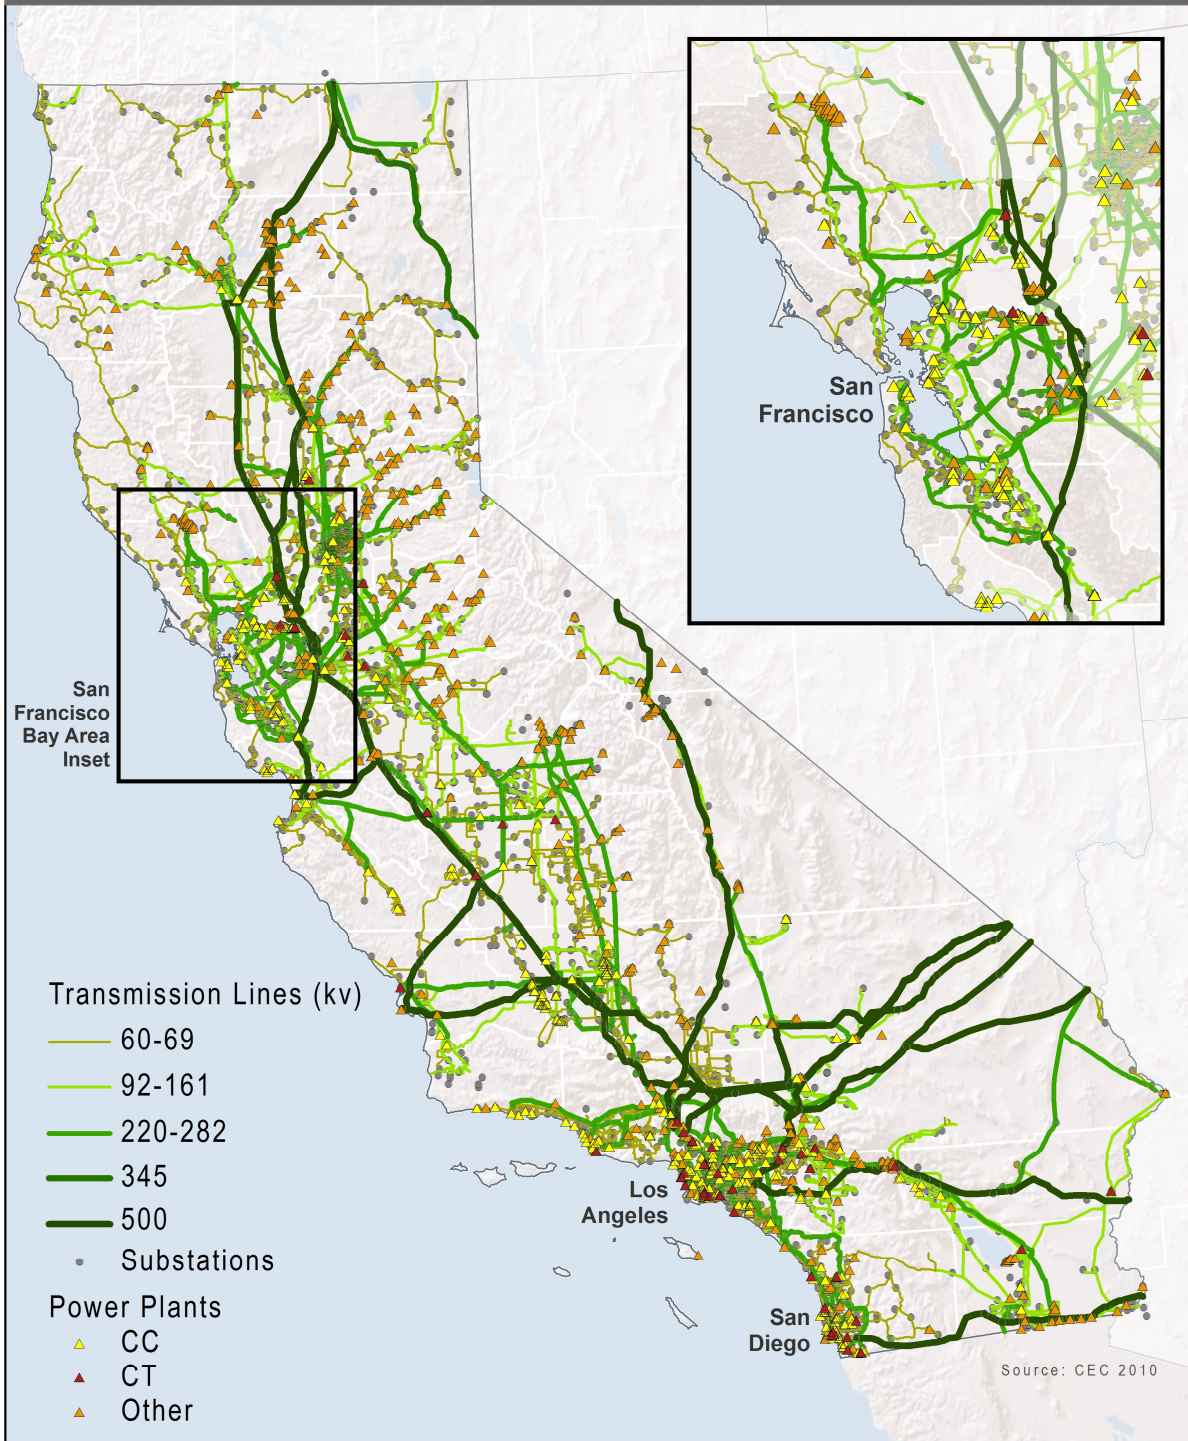 San
Francisco
San
Francisco
Bay Area
Inset
Transmission Lines (kv)
60-69
92-161
220-282
345
500
Substations
Power Plants
CC
CT
Other
Los
Angeles
San
Diego
Source: CEC 2010